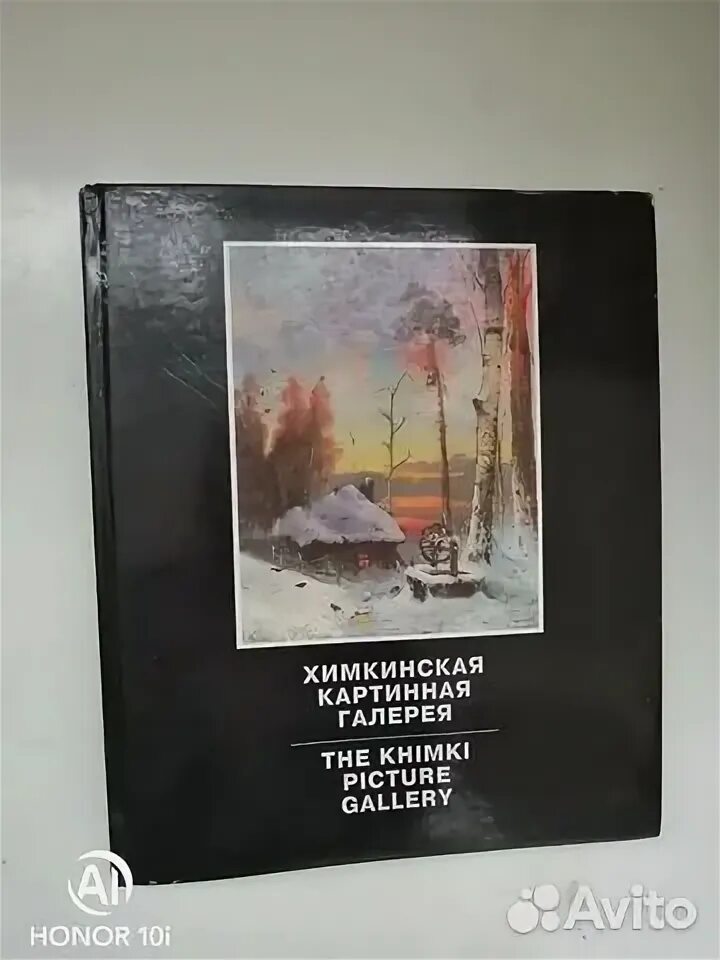 ХИМКИНСКАЯ
КАРТИННАЯ
ГАЛЕРЕЯ
THE KHIMKI
PICTURE
GALLERY
AI
HONOR 10i
Avito